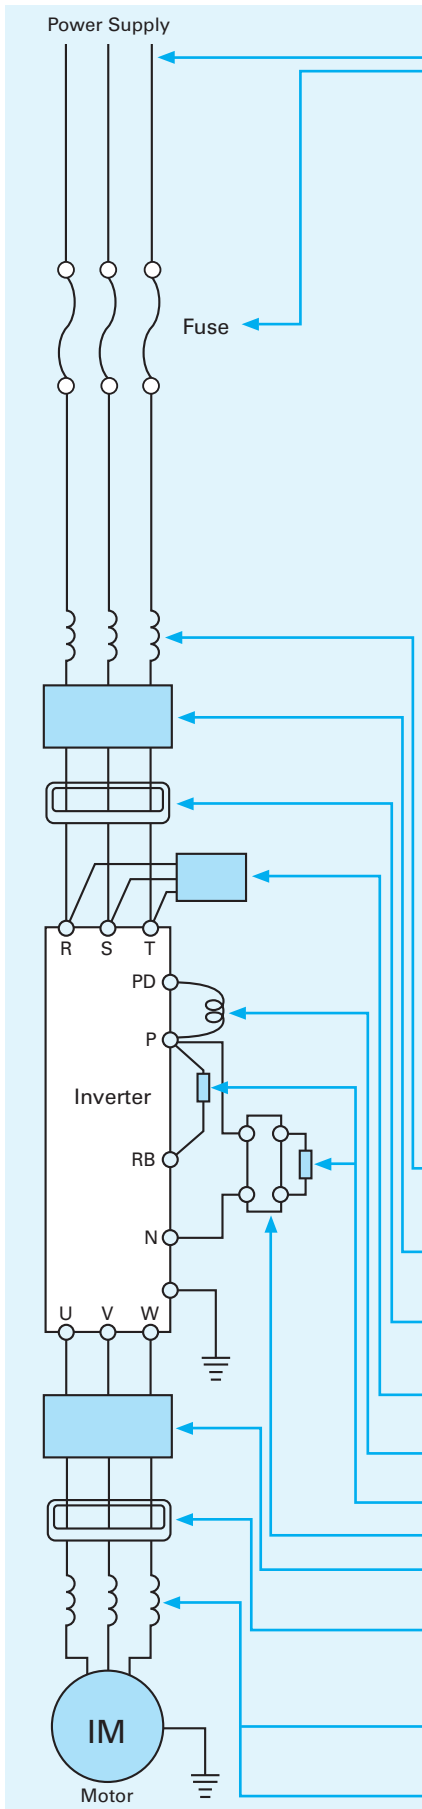 Power Supply
Fuse
R S T
PD
P
Inverter
RB
N
U V W
IM
Motor